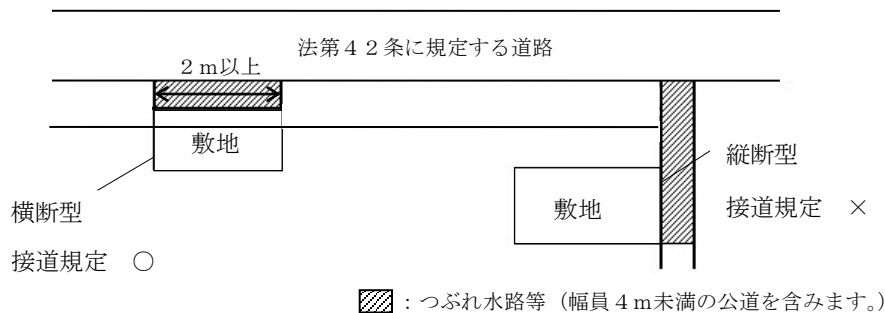 法第４２条に規定する道路
２ｍ以上
敷地
縦断型
敷地
接道規定　×
横断型
接道規定　○
：つぶれ水路等（幅員４ｍ未満の公道を含みます。）